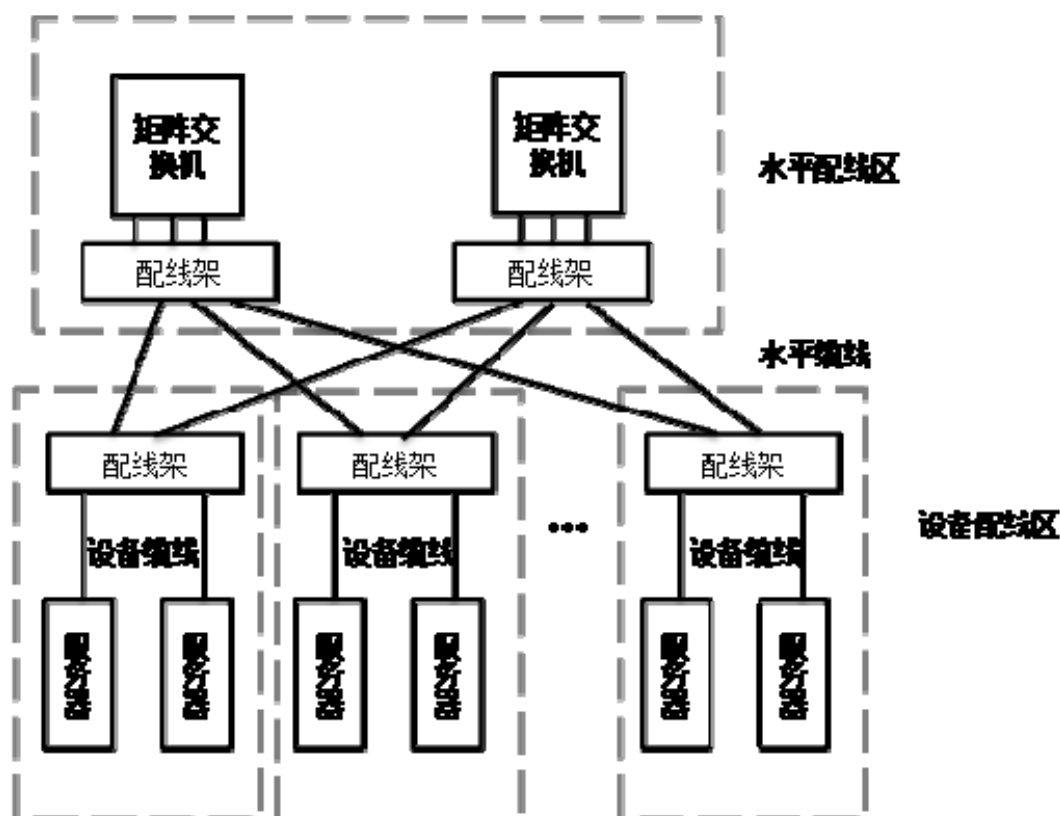 矩阵交
换机
矩阵交
换机
水平配线区
配线架
配线架
水平缆线
配线架
配线架
配线架
...
设备配线区
设备缆线
设备缆线
设备缆线
服务器
服务器
服务器
服务器
服务器
服务器